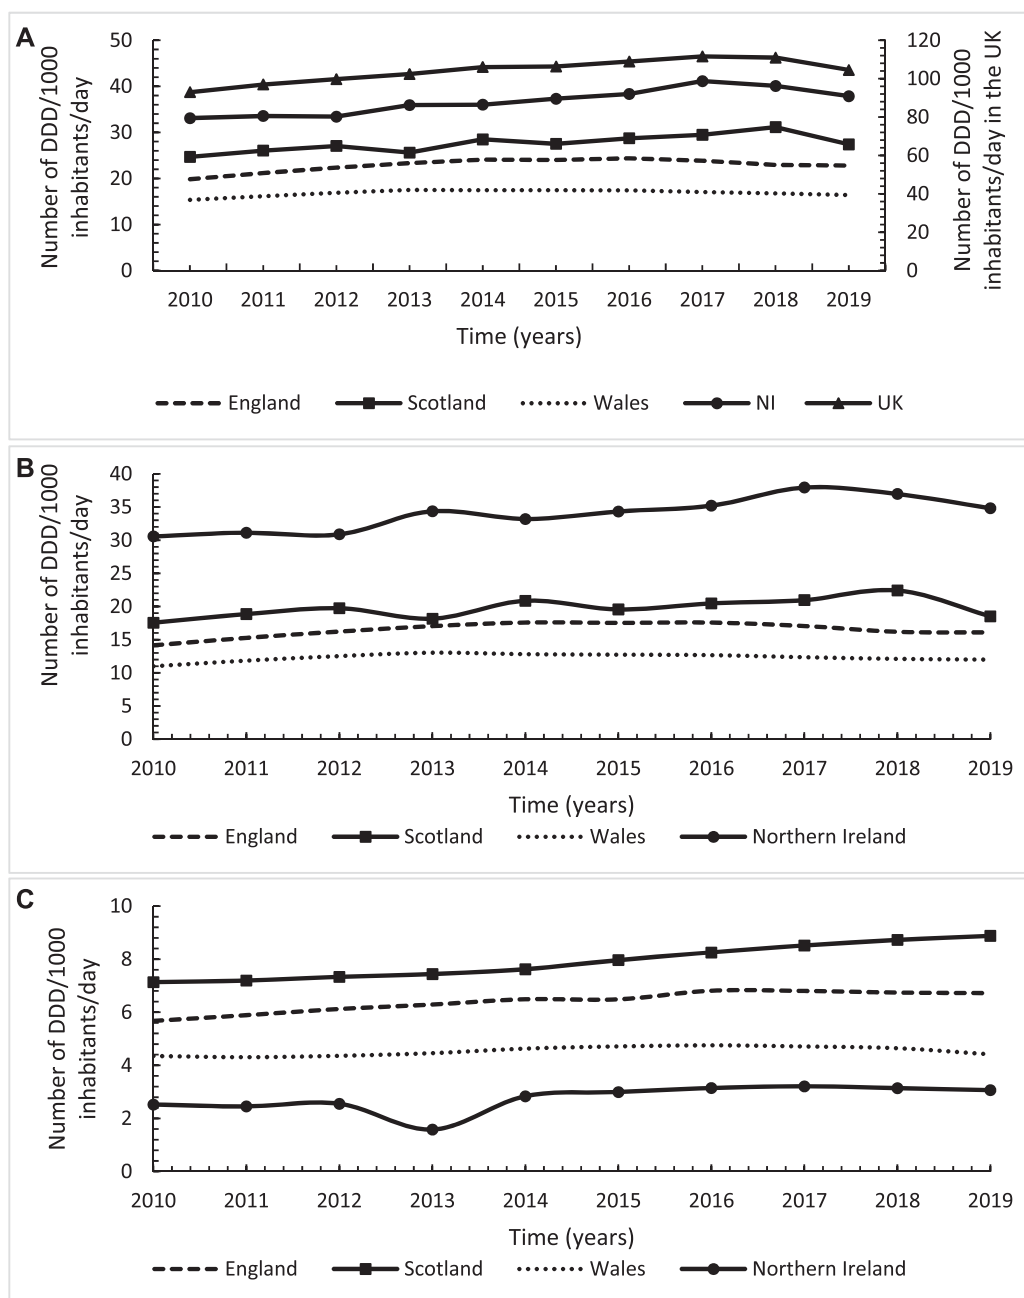 A
Number of DDD/1000
inhabitants/day
50
40
30
20
10
0
120
100
80
60
40
20
0
Number of DDD/1000
inhabitants/day in the UK
2010 2011 2012 2013 2014 2015 2016 2017 2018 2019
Time (years)
England Scotland Wales NI UK
B
Number of DDD/1000
inhabitants/day
40
35
30
25
20
15
10
5
0
2010 2011 2012 2013 2014 2015 2016 2017 2018 2019
Time (years)
England Scotland Wales Northern Ireland
C
Number of DDD/1000
inhabitants/day
10
8
6
4
2
0
2010 2011 2012 2013 2014 2015 2016 2017 2018 2019
Time (years)
England Scotland Wales Northern Ireland